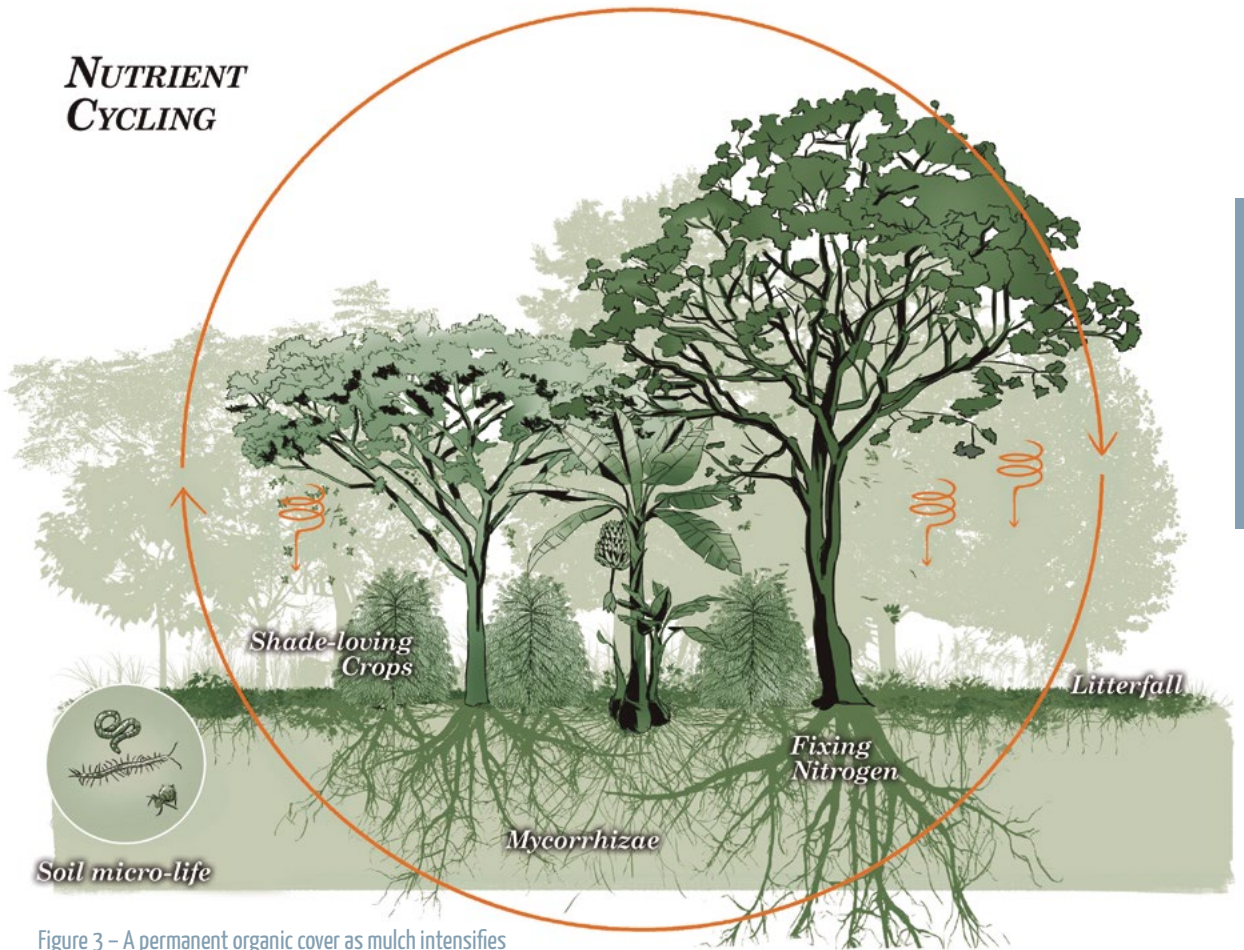 NUTRIENT
CYCLING
Shade-loving
Crops
Litterfall
Fixing
Nitrogen
Mycorrhizae
Soil micro-life
Figure 3 – A permanent organic cover as mulch intensifies